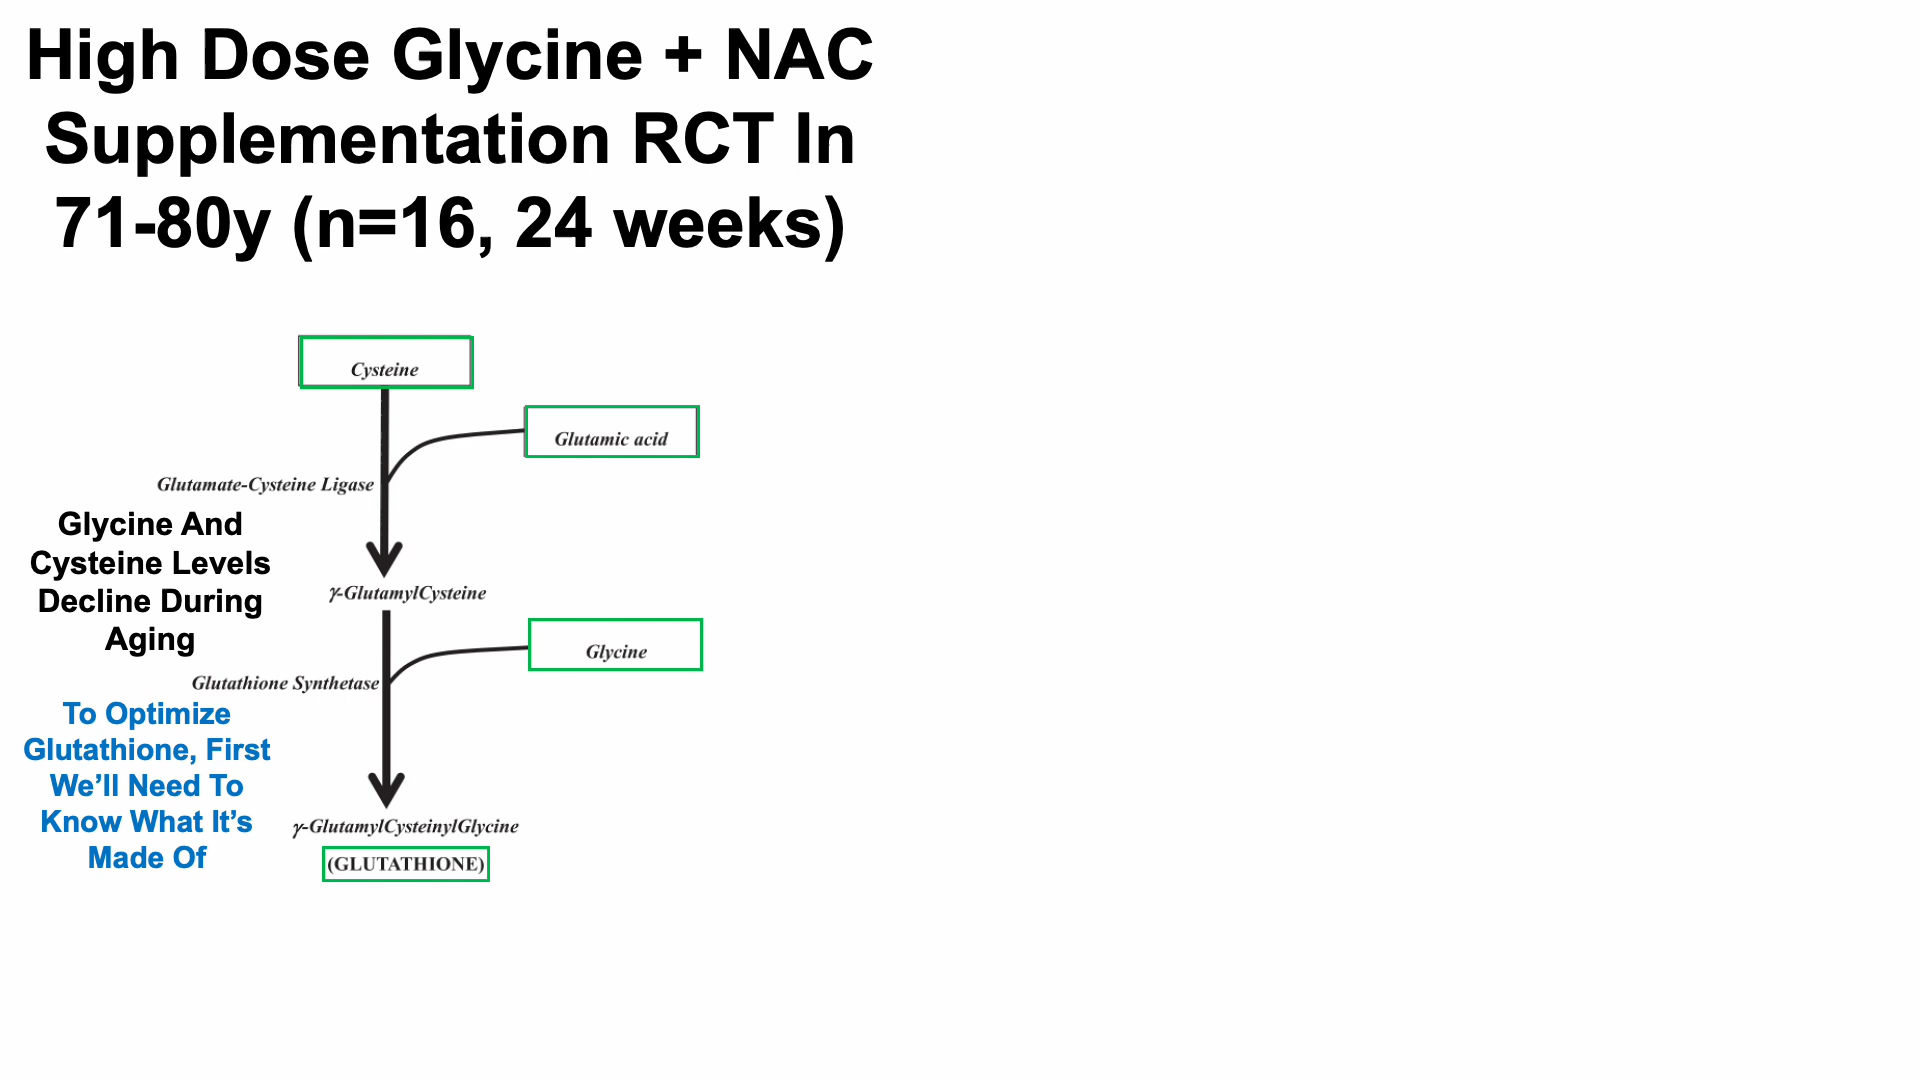 High Dose Glycine + NAC
Supplementation RCT In
71-80y (n=16, 24 weeks)
Cysteine
Glutamic acid
Glutamate-Cysteine Ligase
Glycine And
Cysteine Levels
Decline During
Aging
γ-GlutamylCysteine
Glycine
Glutathione Synthetase
To Optimize
Glutathione, First
We’ll Need To
Know What It’s
Made Of
γ-GlutamylCysteinylGlycine
(GLUTATHIONE)